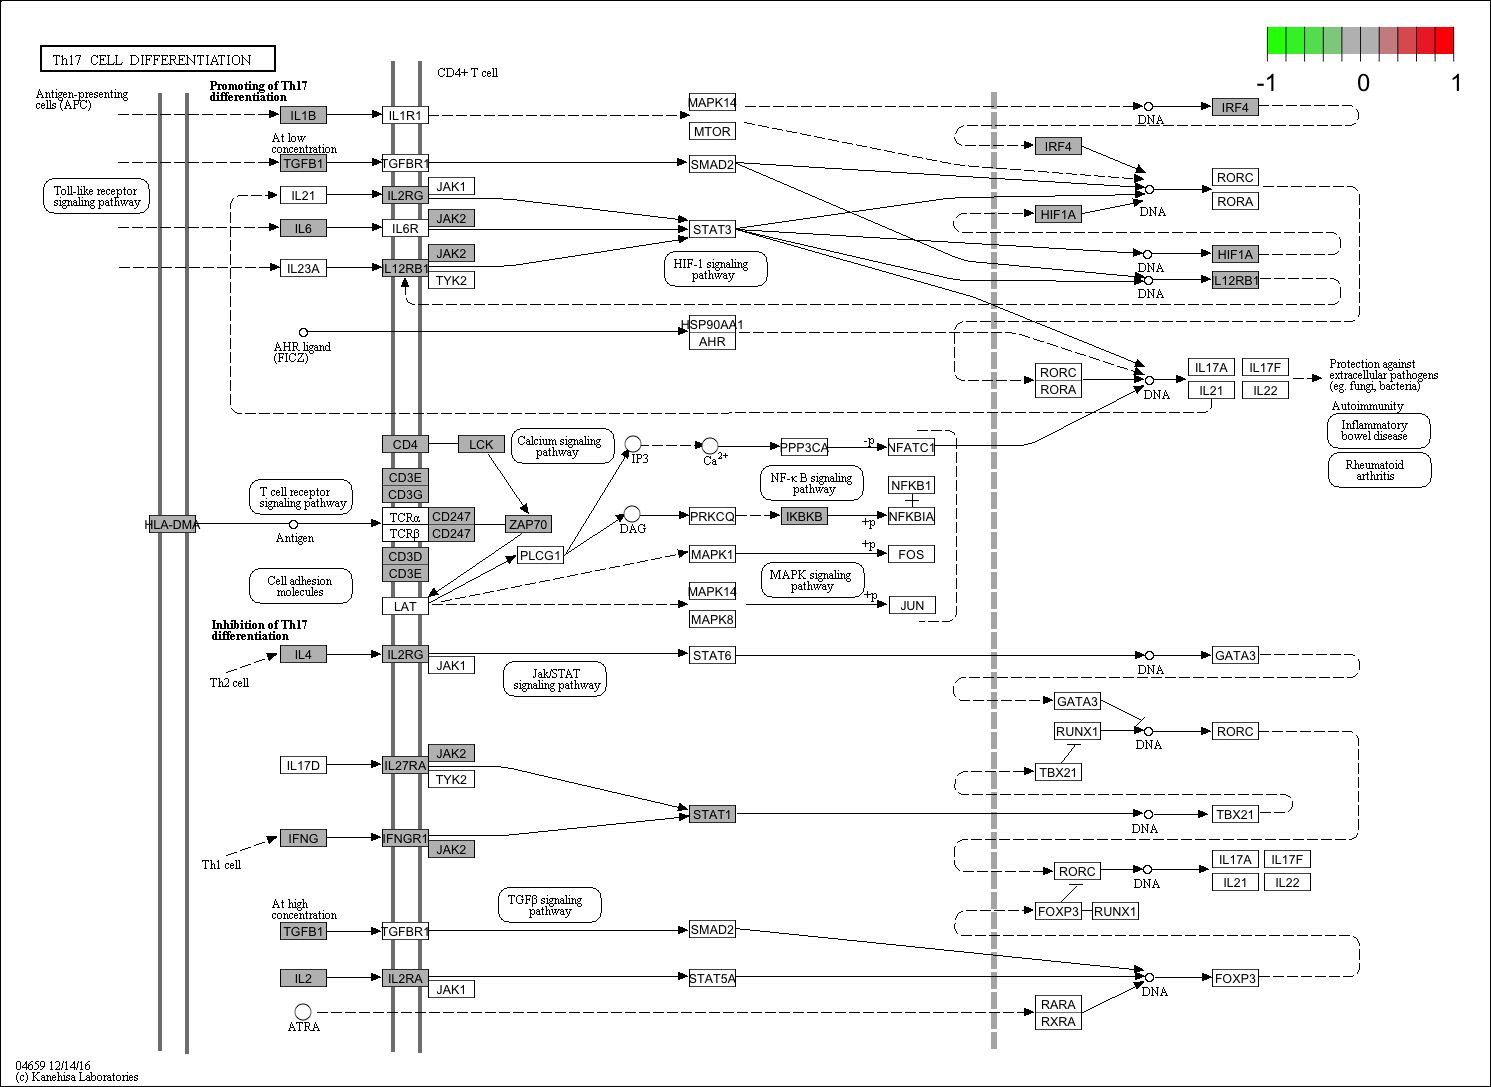 Th17 CELL DIFFERENTIATION
-1
0
1
CD4+ T cell
Promoting of Th17
differentiation
Antigen-presenting
cells (APC)
IL1B
IL1R1
MAPK14
MTOR
DNA
IRF4
At low
concentration
TGFB1
TGFBR1
SMAD2
IRF4
Toll-like receptor
signaling pathway
IL21
IL2RG
JAK1
RORC
RORA
DNA
IL6
IL6R
JAK2
STAT3
HIF1A
IL23A
L12RB1
JAK2
TYK2
HIF-1 signaling
pathway
DNA
HIF1A
DNA
L12RB1
AHR ligand
(FICZ)
HSP90AA1
AHR
RORC
RORA
DNA
IL17A
IL17F
IL21
IL22
Protection against
extracellular pathogens
(eg. fungi, bacteria)
Autoimmunity
Inflammatory
bowel disease
Rheumatoid
arthritis
CD4
LCK
Calcium signaling
pathway
IP3
Ca2+
PPP3CA
-p
NFATC1
CD3E
CD3G
T cell receptor
signaling pathway
NF-κ B signaling
pathway
NFKB1
HLA-DMA
Antigen
TCRα
CD247
TCRβ
CD247
ZAP70
DAG
PRKCQ
IKBKB
+p
NFKBIA
CD3D
CD3E
PLCG1
MAPK1
+p
FOS
Cell adhesion
molecules
MAPK signaling
pathway
LAT
MAPK14
MAPK8
+p
JUN
Inhibition of Th17
differentiation
IL4
Th2 cell
IL2RG
JAK1
STAT6
DNA
GATA3
Jak/STAT
signaling pathway
GATA3
RUNX1
DNA
RORC
IL17D
IL27RA
JAK2
TYK2
TBX21
STAT1
DNA
TBX21
IFNG
Th1 cell
IFNGR1
JAK2
RORC
DNA
IL17A
IL17F
IL21
IL22
At high
concentration
TGFB1
TGFBR1
TGFβ signaling
pathway
SMAD2
FOXP3
RUNX1
IL2
IL2RA
JAK1
STAT5A
DNA
FOXP3
ATRA
RARA
RXRA
04659 12/14/16
(c) Kanehisa Laboratories